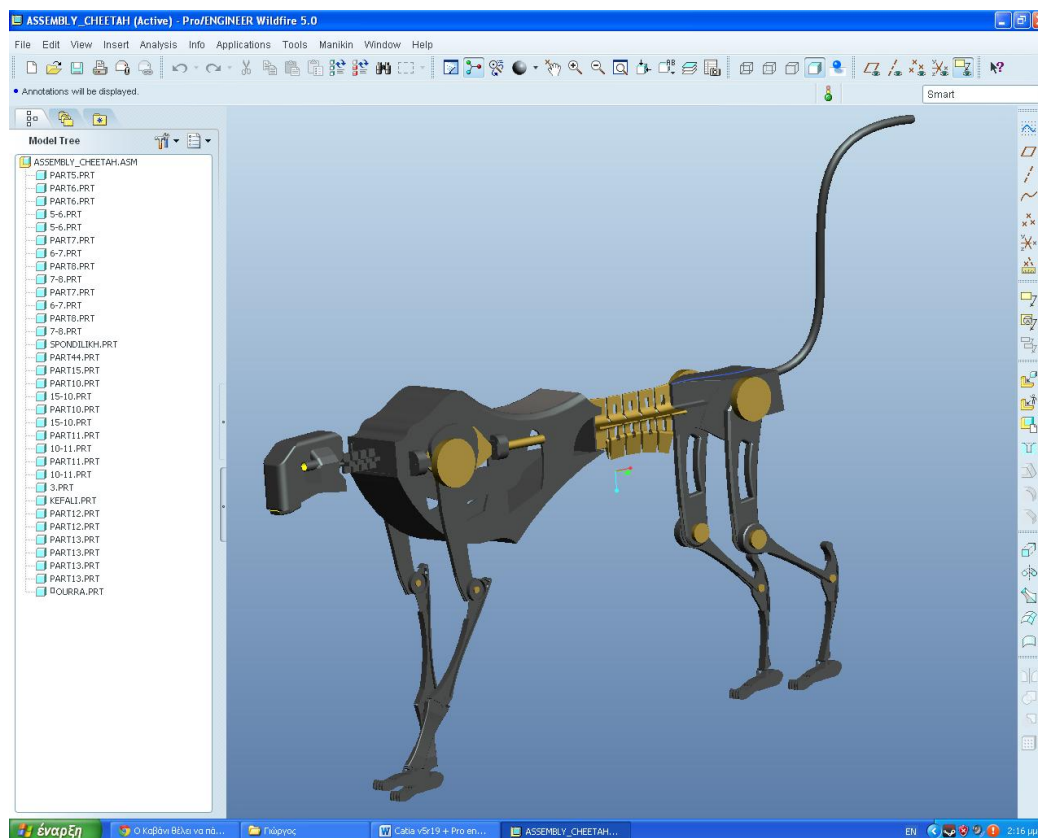 ASSEMBLY_CHEETAH (Active) - Pro/ENGINEER Wildfire 5.0
File Edit View Insert Analysis Info Applications Tools Manikin Window Help
• Annotations will be displayed.
Smart
Model Tree
ASSEMBLY_CHEETAH.ASM
PART5.PRT
PART6.PRT
PART6.PRT
5-6.PRT
5-6.PRT
PART7.PRT
6-7.PRT
PART8.PRT
7-8.PRT
PART7.PRT
6-7.PRT
PART8.PRT
7-8.PRT
SPONDILIKH.PRT
PART44.PRT
PART15.PRT
PART10.PRT
15-10.PRT
PART10.PRT
15-10.PRT
PART11.PRT
10-11.PRT
PART11.PRT
10-11.PRT
3.PRT
KEFALI.PRT
PART12.PRT
PART12.PRT
PART13.PRT
PART13.PRT
PART13.PRT
PART13.PRT
OURRA.PRT
έναρξη Ο Καβάνι θέλει να πά... Γιώργος Catia v5r19 + Pro en... ASSEMBLY_CHEETAH... EN 2:16 μμ